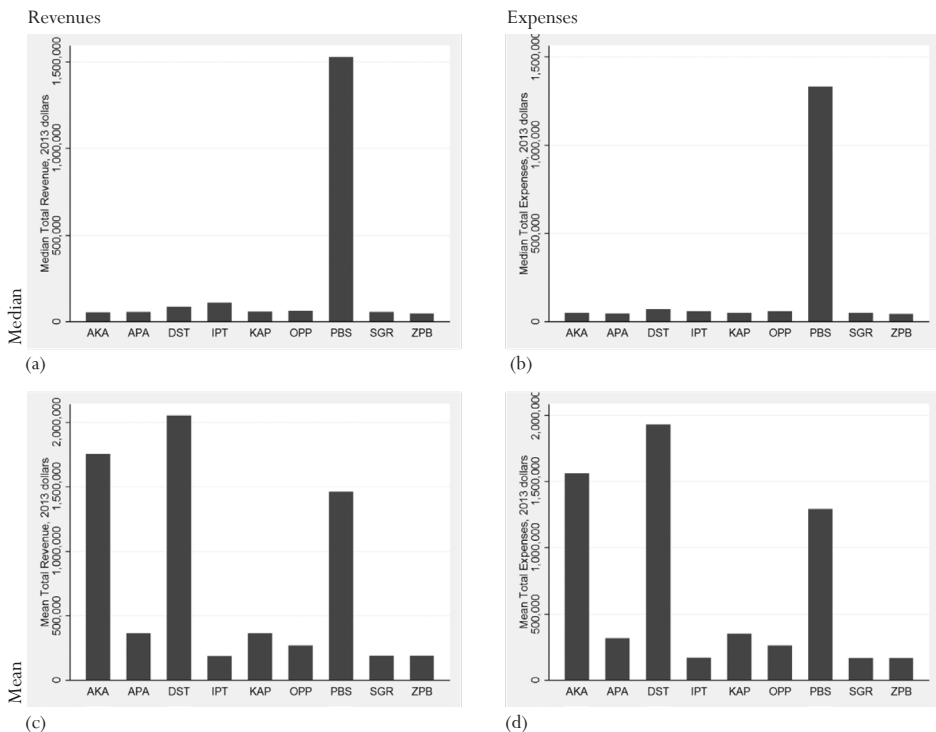 Revenues
Expenses
Median
Median Total Revenue, 2013 dollars
1,500,000
1,000,000
500,000
0
AKA APA DST IPT KAP OPP PBS SGR ZPB
(a)
Median Total Expenses, 2013 dollars
1,500,000
1,000,000
500,000
0
AKA APA DST IPT KAP OPP PBS SGR ZPB
(b)
Mean
Mean Total Revenue, 2013 dollars
2,000,000
1,500,000
1,000,000
500,000
0
AKA APA DST IPT KAP OPP PBS SGR ZPB
(c)
Mean Total Expenses, 2013 dollars
2,000,000
1,500,000
1,000,000
500,000
0
AKA APA DST IPT KAP OPP PBS SGR ZPB
(d)